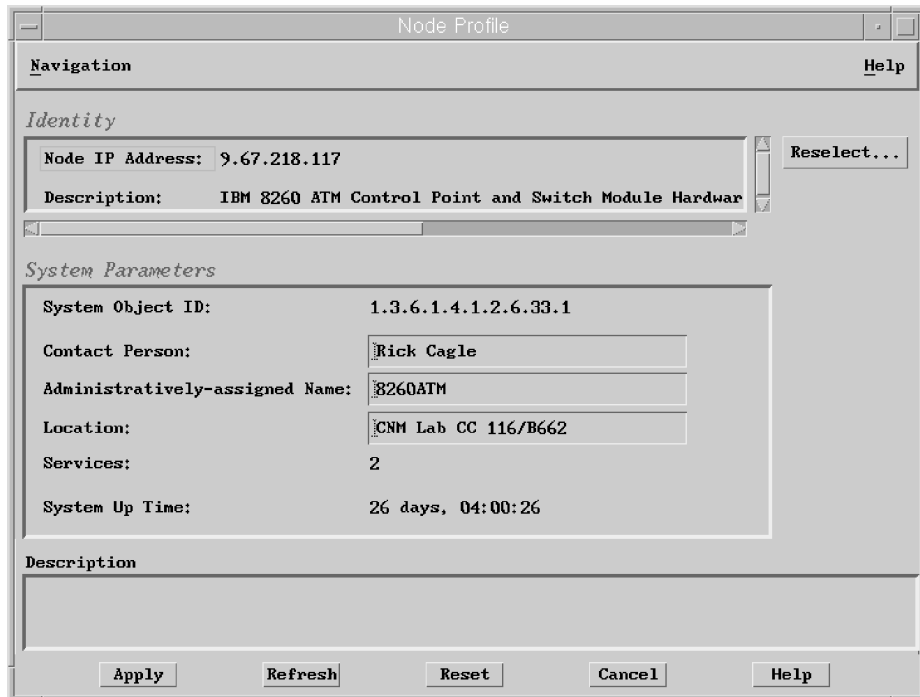 Node Profile
Navigation Help
Identity
Node IP Address: 9.67.218.117
Reselect...
Description: IBM 8260 ATM Control Point and Switch Module Hardwar
System Parameters
System Object ID: 1.3.6.1.4.1.2.6.33.1
Contact Person: Rick Cagle
Administratively-assigned Name: 8260ATM
Location: CNM Lab CC 116/B662
Services: 2
System Up Time: 26 days, 04:00:26
Description
Apply Refresh Reset Cancel Help